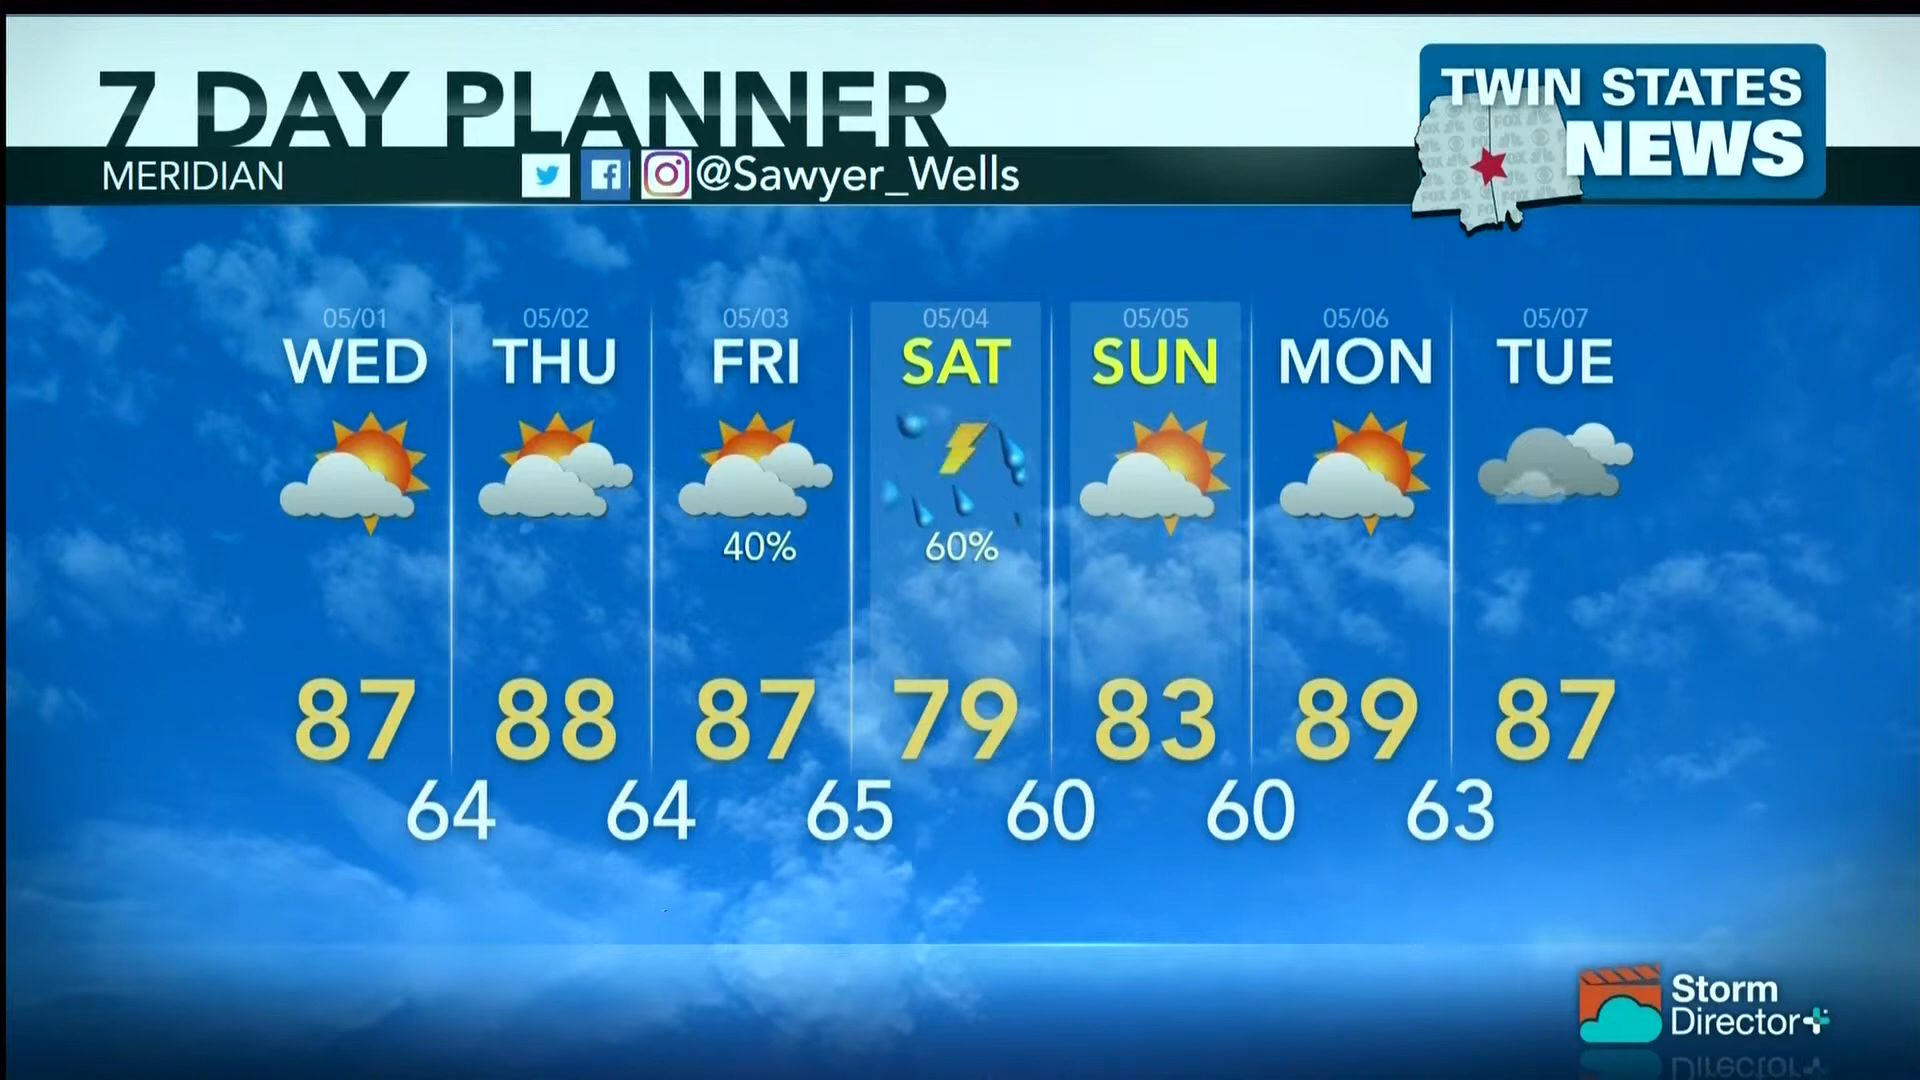 7 DAY PLANNER
TWIN STATES
NEWS
MERIDIAN
@Sawyer_Wells
05/01 05/02 05/03 05/04 05/05 05/06 05/07
WED THU FRI SAT SUN MON TUE
40% 60%
87 88 87 79 83 89 87
64 64 65 60 60 63
Storm
Director+